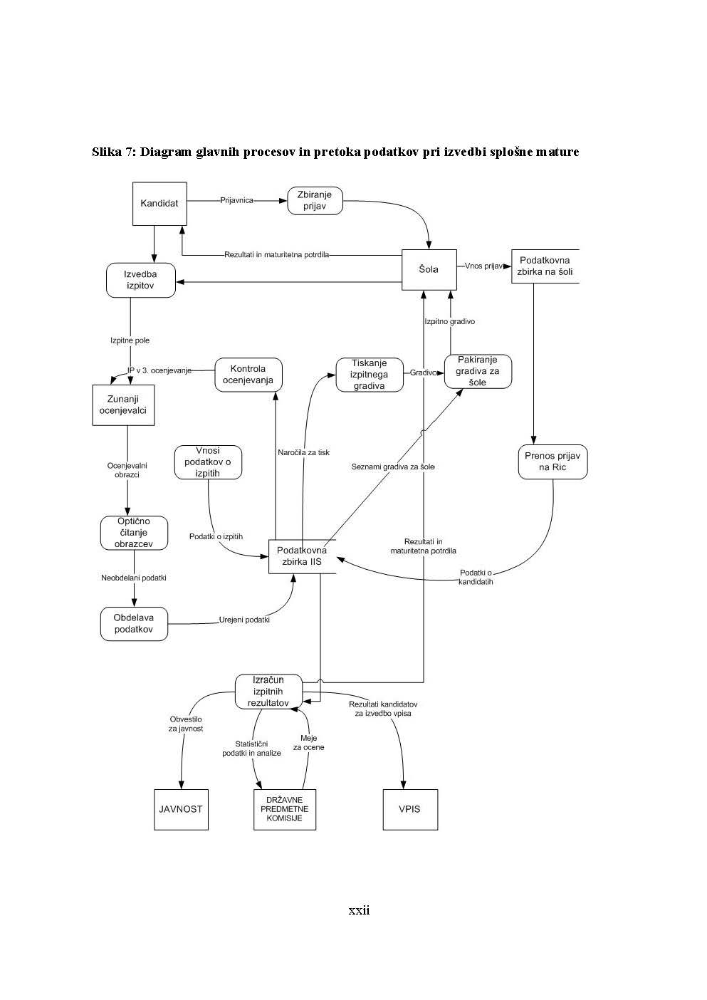 Slika 7: Diagram glavnih procesov in pretoka podatkov pri izvedbi splošne mature
Kandidat
Prijavnica
Zbiranje
prijav
Rezultati in maturitetna potrdila
Šola
Vnos prijav
Podatkovna
zbirka na šoli
Izvedba
izpitov
Izpitno gradivo
Izpitne pole
IP v 3. ocenjevanje
Kontrola
ocenjevanja
Tiskanje
izpitnega
gradiva
Gradivo
Pakiranje
gradiva za
šole
Zunanji
ocenjevalci
Vnosi
podatkov o
izpitih
Naročila za tisk
Seznami gradiva za šole
Prenos prijav
na Ric
Ocenjevalni
obrazci
Optično
čitanje
obrazcev
Podatki o izpitih
Podatkovna
zbirka IIS
Rezultati in
maturitetna potrdila
Podatki o
kandidatih
Neobdelani podatki
Obdelava
podatkov
Urejeni podatki
Izračun
izpitnih
rezultatov
Rezultati kandidatov
za izvedbo vpisa
Obvestilo
za javnost
Statistični
podatki in analize
Meje
za ocene
JAVNOST
DRŽAVNE
PREDMETNE
KOMISIJE
VPIS
xxii